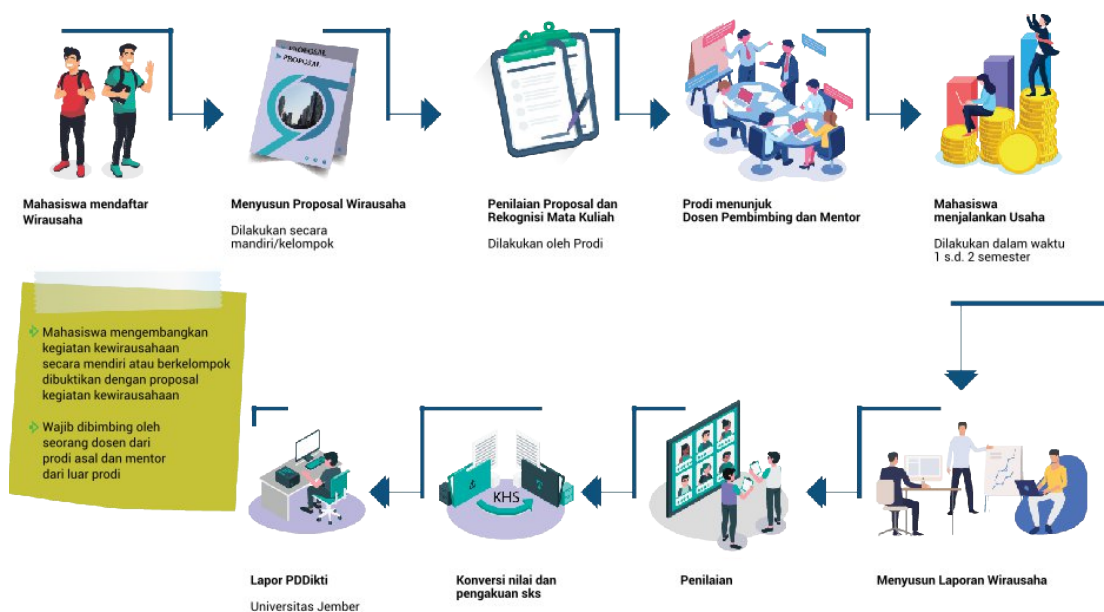 PROPOSAL
PROPOSAL
Mahasiswa mendaftar
Wirausaha
Menyusun Proposal Wirausaha
Dilakukan secara
mandiri/kelompok
Penilaian Proposal dan
Rekognisi Mata Kuliah
Dilakukan oleh Prodi
Prodi menunjuk
Dosen Pembimbing dan Mentor
Mahasiswa
menjalankan Usaha
Dilakukan dalam waktu
1 s.d. 2 semester
Mahasiswa mengembangkan
kegiatan kewirausahaan
secara mendiri atau berkelompok
dibuktikan dengan proposal
kegiatan kewirausahaan
Wajib dibimbing oleh
seorang dosen dari
prodi asal dan mentor
dari luar prodi
Menyusun Laporan Wirausaha
Penilaian
KHS
Konversi nilai dan
pengakuan sks
Lapor PDDikti
Universitas Jember